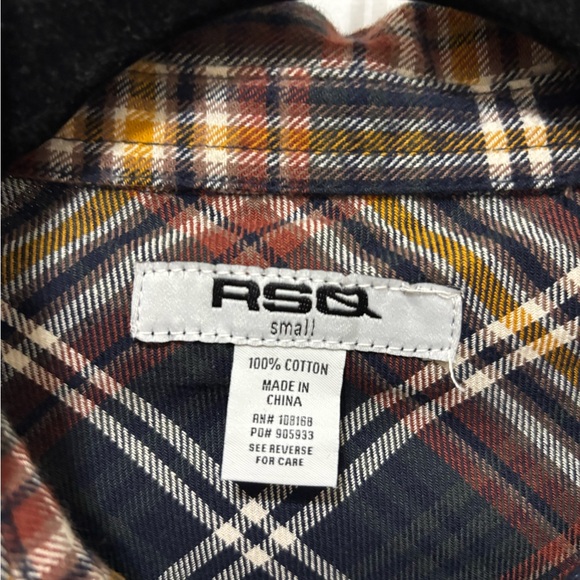 RSQ
small
100% COTTON
MADE IN
CHINA
RN# 108168
PO# 905933
SEE REVERSE
FOR CARE